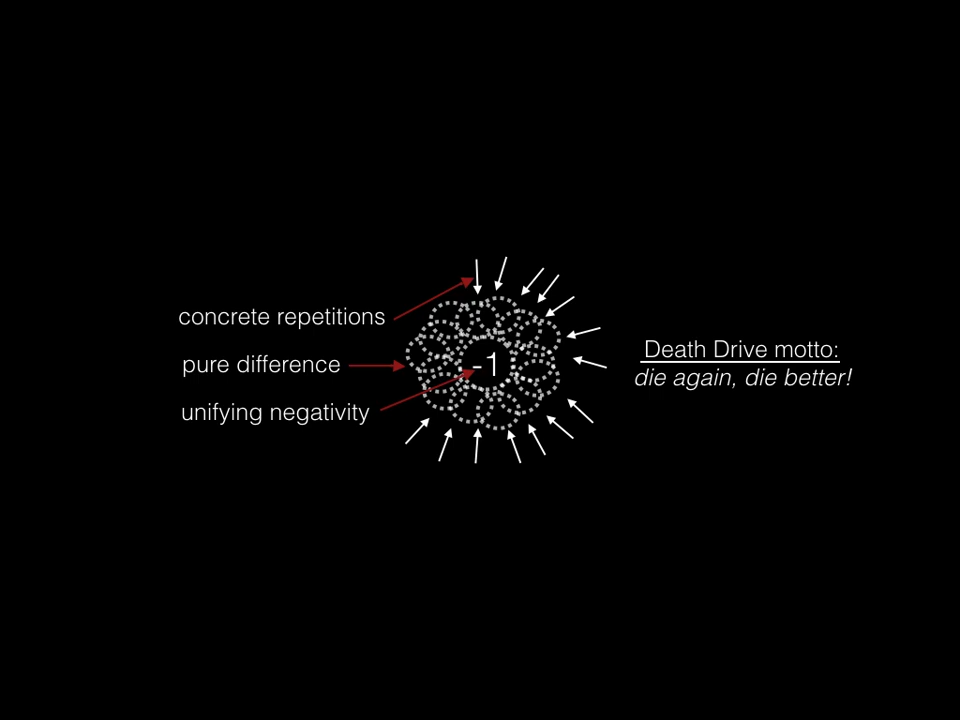 concrete repetitions
pure difference
unifying negativity
-1
Death Drive motto:
die again, die better!